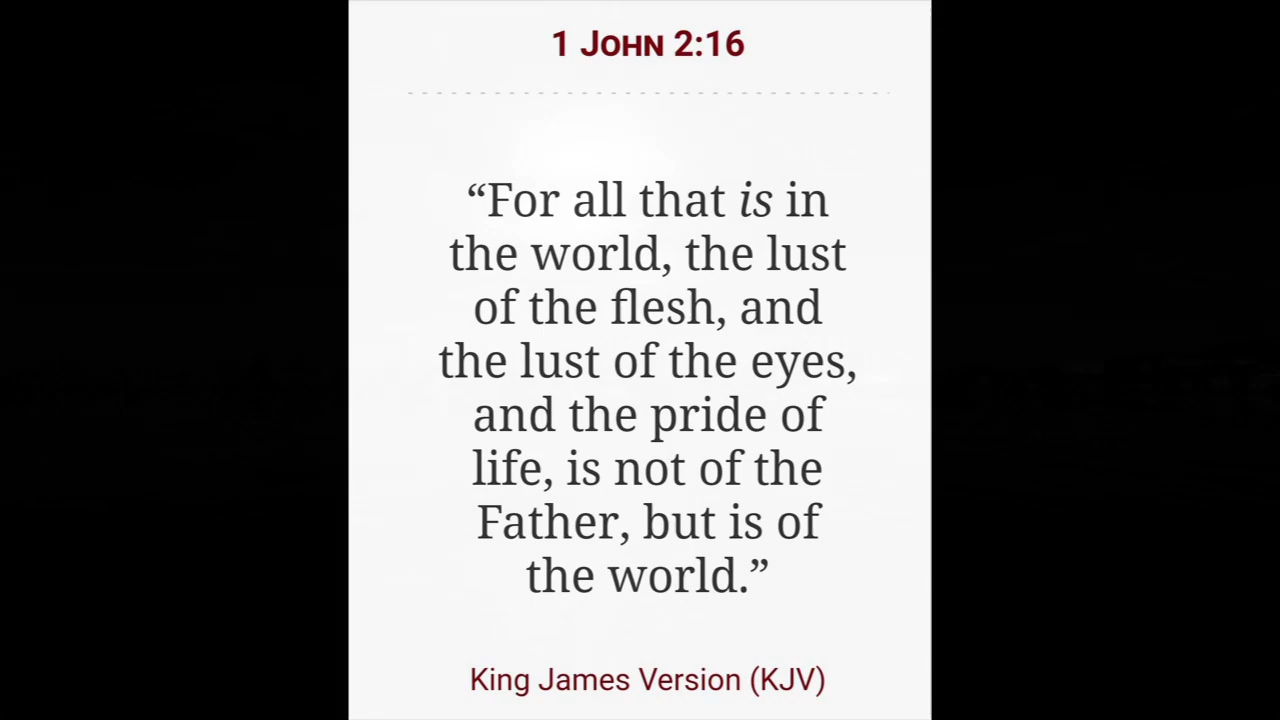 1 John 2:16
“For all that is in
the world, the lust
of the flesh, and
the lust of the eyes,
and the pride of
life, is not of the
Father, but is of
the world.”
King James Version (KJV)